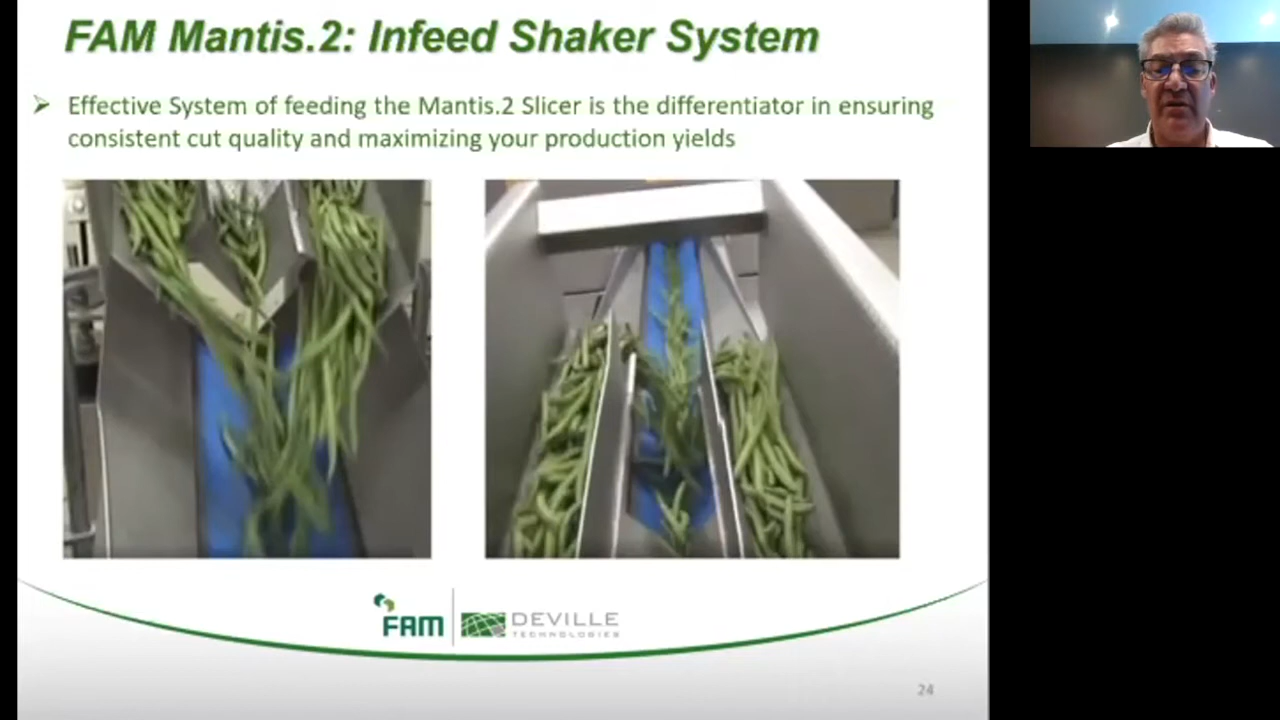 FAM Mantis.2: Infeed Shaker System
➢ Effective System of feeding the Mantis.2 Slicer is the differentiator in ensuring
consistent cut quality and maximizing your production yields
FAM
DEVILLE
TECHNOLOGIES
24